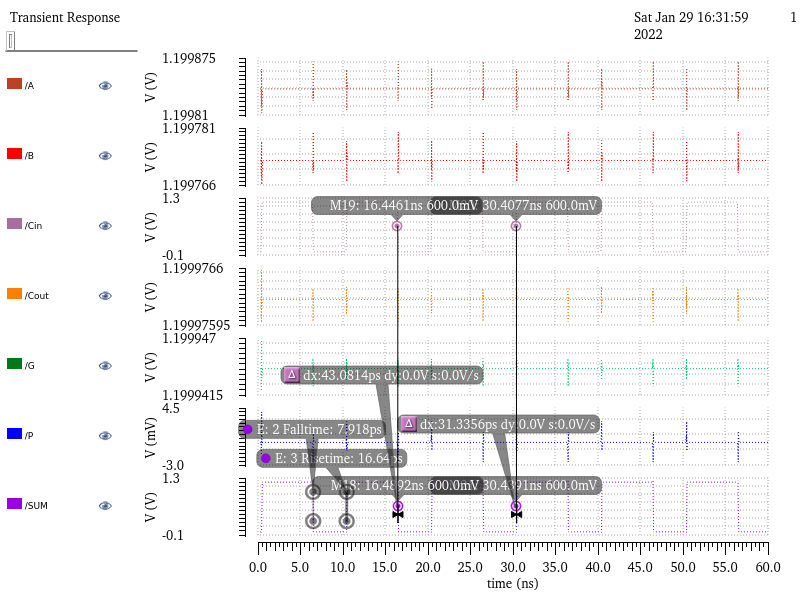 Transient Response
Sat Jan 29 16:31:59 2022
1
/A
V (V)
1.199875
1.19981
/B
V (V)
1.199781
1.199766
/Cin
V (V)
1.3
-0.1
M19: 16.4461ns 600.0mV
30.4077ns 600.0mV
/Cout
V (V)
1.1999766
1.19997595
/G
V (V)
1.199947
1.1999415
Δ dx:43.0814ps dy:0.0V s:0.0V/s
/P
V (mV)
4.5
-3.0
Δ dx:31.3356ps dy:0.0V s:0.0V/s
E: 2 Falltime: 7.918ps
E: 3 Risetime: 16.64ps
/SUM
V (V)
1.3
-0.1
M18: 16.4892ns 600.0mV
30.4391ns 600.0mV
0.0 5.0 10.0 15.0 20.0 25.0 30.0 35.0 40.0 45.0 50.0 55.0 60.0
time (ns)